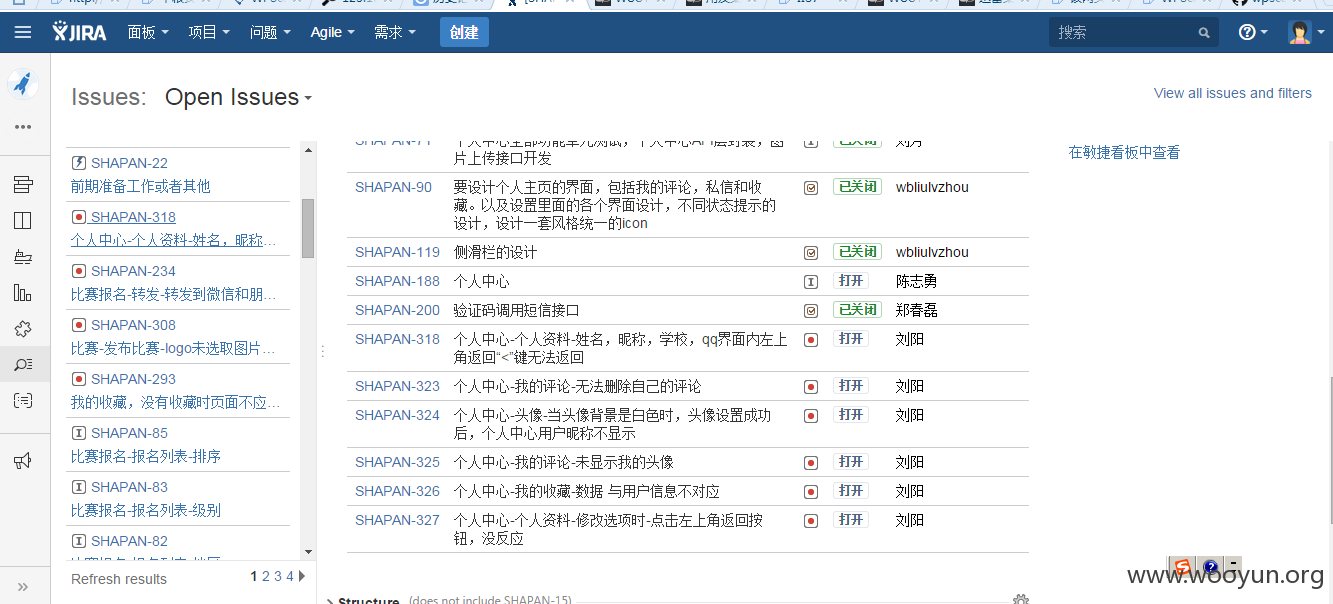 JIRA 面板 项目 问题 Agile 需求 创建 搜索
Issues: Open Issues
View all issues and filters
SHAPAN-22
前期准备工作或者其他
SHAPAN-318
个人中心-个人资料-姓名，昵称…
SHAPAN-234
比赛报名-转发-转发到微信和朋…
SHAPAN-308
比赛-发布比赛-logo未选取图片…
SHAPAN-293
我的收藏，没有收藏时页面不应…
SHAPAN-85
比赛报名-报名列表-排序
SHAPAN-83
比赛报名-报名列表-级别
SHAPAN-82
Refresh results 1 2 3 4
片上传接口开发
SHAPAN-90 要设计个人主页的界面，包括我的评论，私信和收 已关闭 wbliulvzhou
藏。以及设置里面的各个界面设计，不同状态提示的
设计，设计一套风格统一的icon
SHAPAN-119 侧滑栏的设计 已关闭 wbliulvzhou
SHAPAN-188 个人中心 打开 陈志勇
SHAPAN-200 验证码调用短信接口 已关闭 郑春磊
SHAPAN-318 个人中心-个人资料-姓名，昵称，学校，qq界面内左上 打开 刘阳
角返回“<”键无法返回
SHAPAN-323 个人中心-我的评论-无法删除自己的评论 打开 刘阳
SHAPAN-324 个人中心-头像-当头像背景是白色时，头像设置成功 打开 刘阳
后，个人中心用户昵称不显示
SHAPAN-325 个人中心-我的评论-未显示我的头像 打开 刘阳
SHAPAN-326 个人中心-我的收藏-数据 与用户信息不对应 打开 刘阳
SHAPAN-327 个人中心-个人资料-修改选项时-点击左上角返回按 打开 刘阳
钮，没反应
Structure (does not include SHAPAN-15)
在敏捷看板中查看
www.wooyun.org